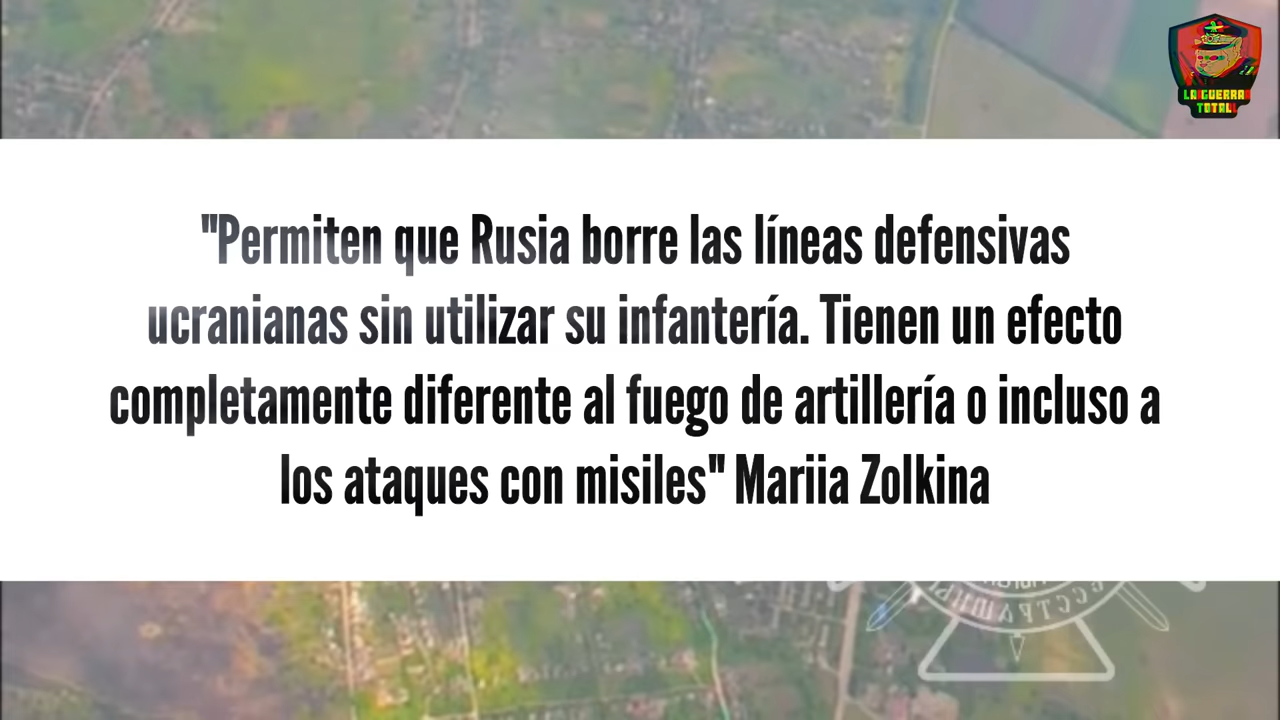 LA GUERRA
TOTAL
"Permiten que Rusia borre las líneas defensivas
ucranianas sin utilizar su infantería. Tienen un efecto
completamente diferente al fuego de artillería o incluso a
los ataques con misiles" Mariia Zolkina